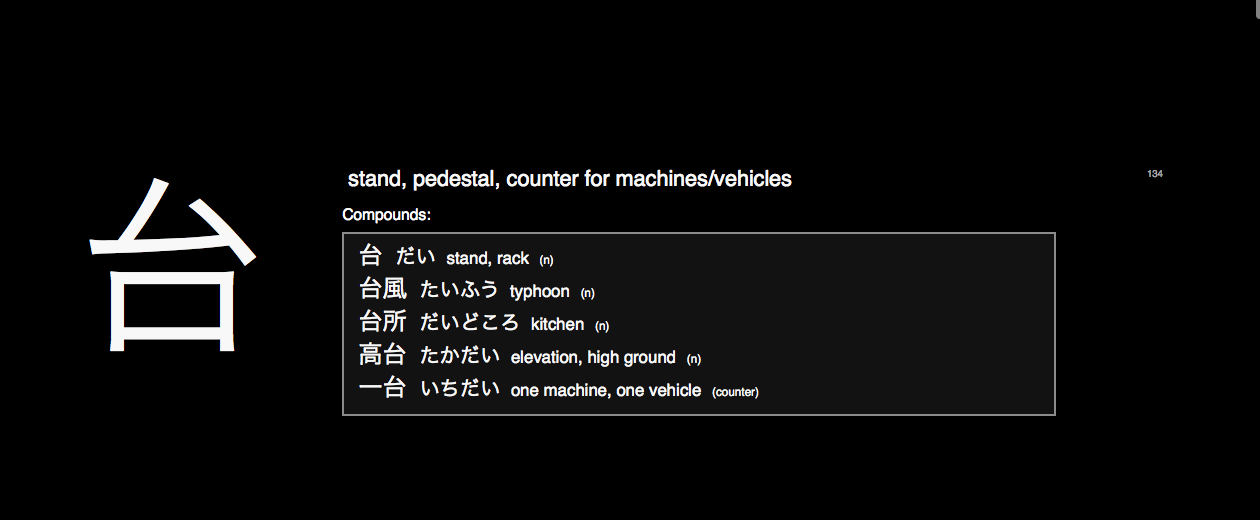 台
stand, pedestal, counter for machines/vehicles
134
Compounds:
台 だい stand, rack (n)
台風 たいふう typhoon (n)
台所 だいどころ kitchen (n)
高台 たかだい elevation, high ground (n)
一台 いちだい one machine, one vehicle (counter)